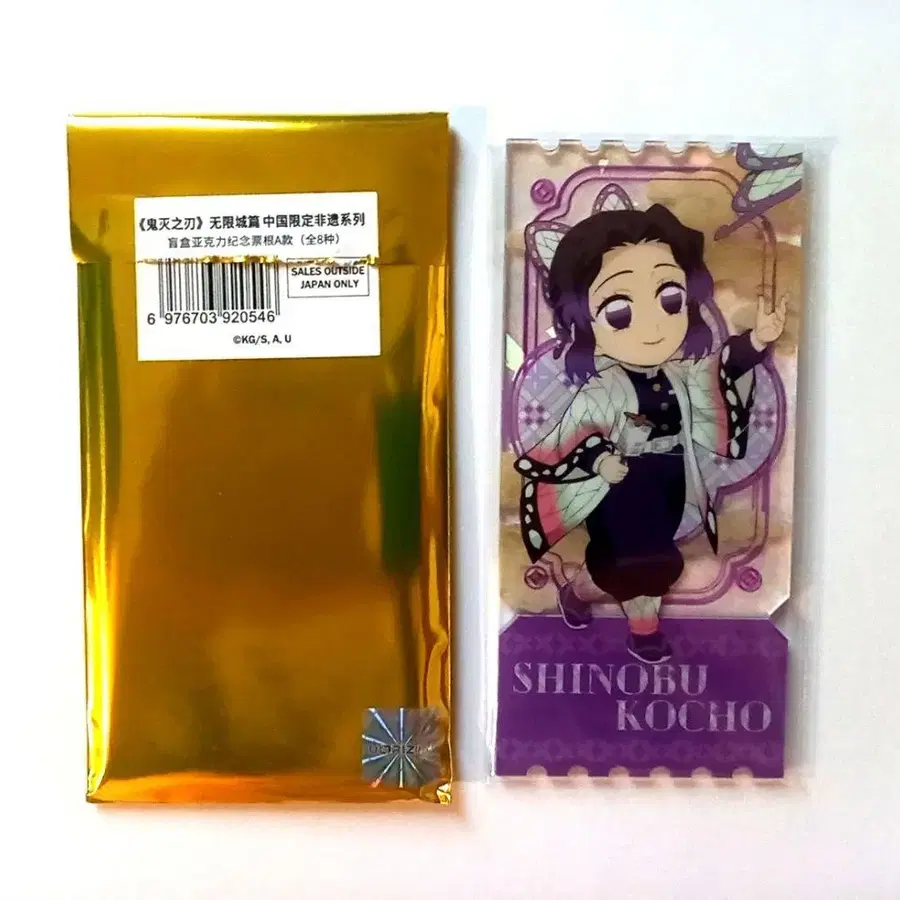 《鬼灭之刃》无限城篇 中国限定非遗系列
盲盒亚克力纪念票根A款（全8种）
SALES OUTSIDE
JAPAN ONLY
6 976703 920546
©KG/S, A, U
SHINOBU
KOCHO